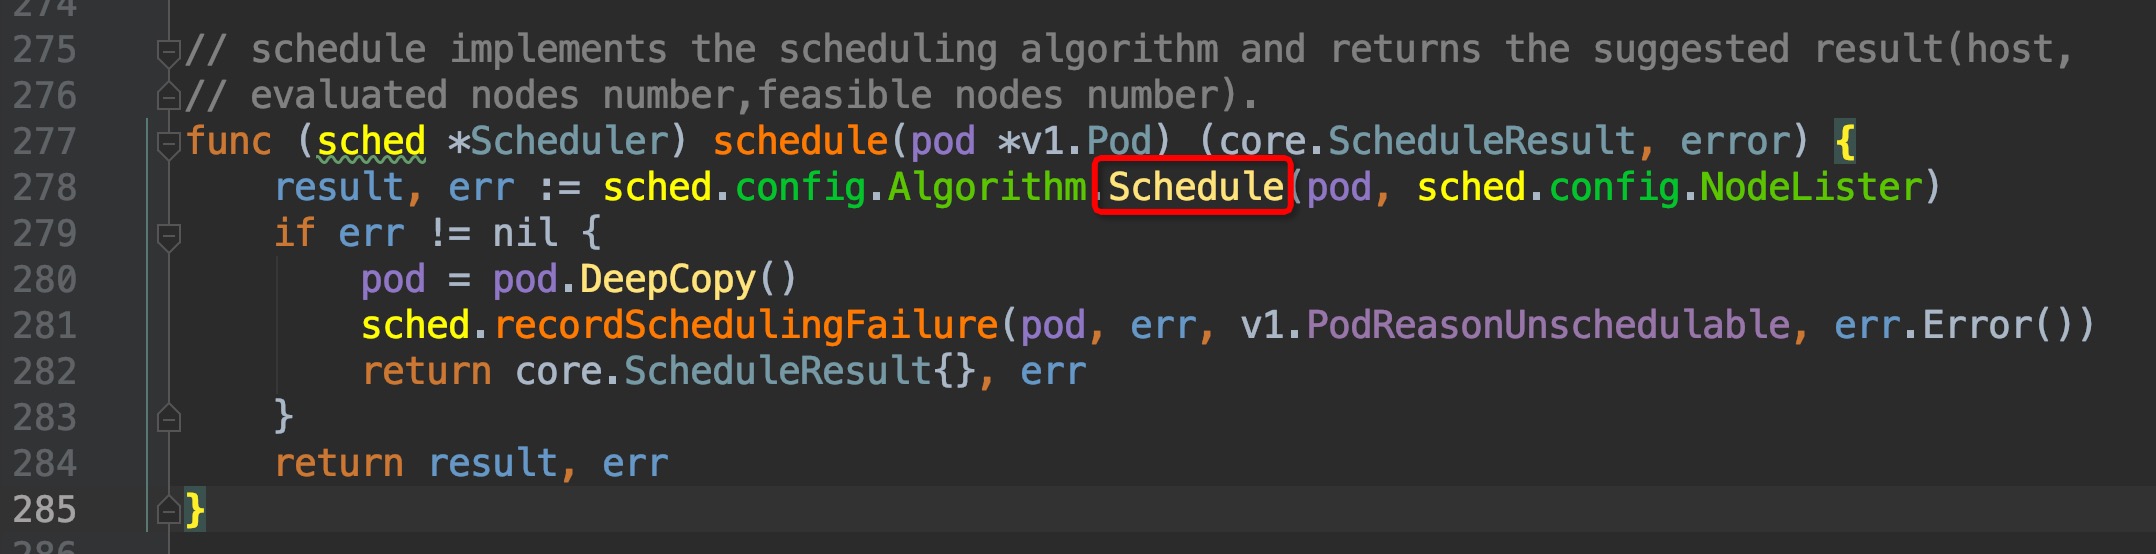 274
275 // schedule implements the scheduling algorithm and returns the suggested result(host,
276 // evaluated nodes number,feasible nodes number).
277 func (sched *Scheduler) schedule(pod *v1.Pod) (core.ScheduleResult, error) {
278     result, err := sched.config.Algorithm.Schedule(pod, sched.config.NodeLister)
279     if err != nil {
280         pod = pod.DeepCopy()
281         sched.recordSchedulingFailure(pod, err, v1.PodReasonUnschedulable, err.Error())
282         return core.ScheduleResult{}, err
283     }
284     return result, err
285 }
286